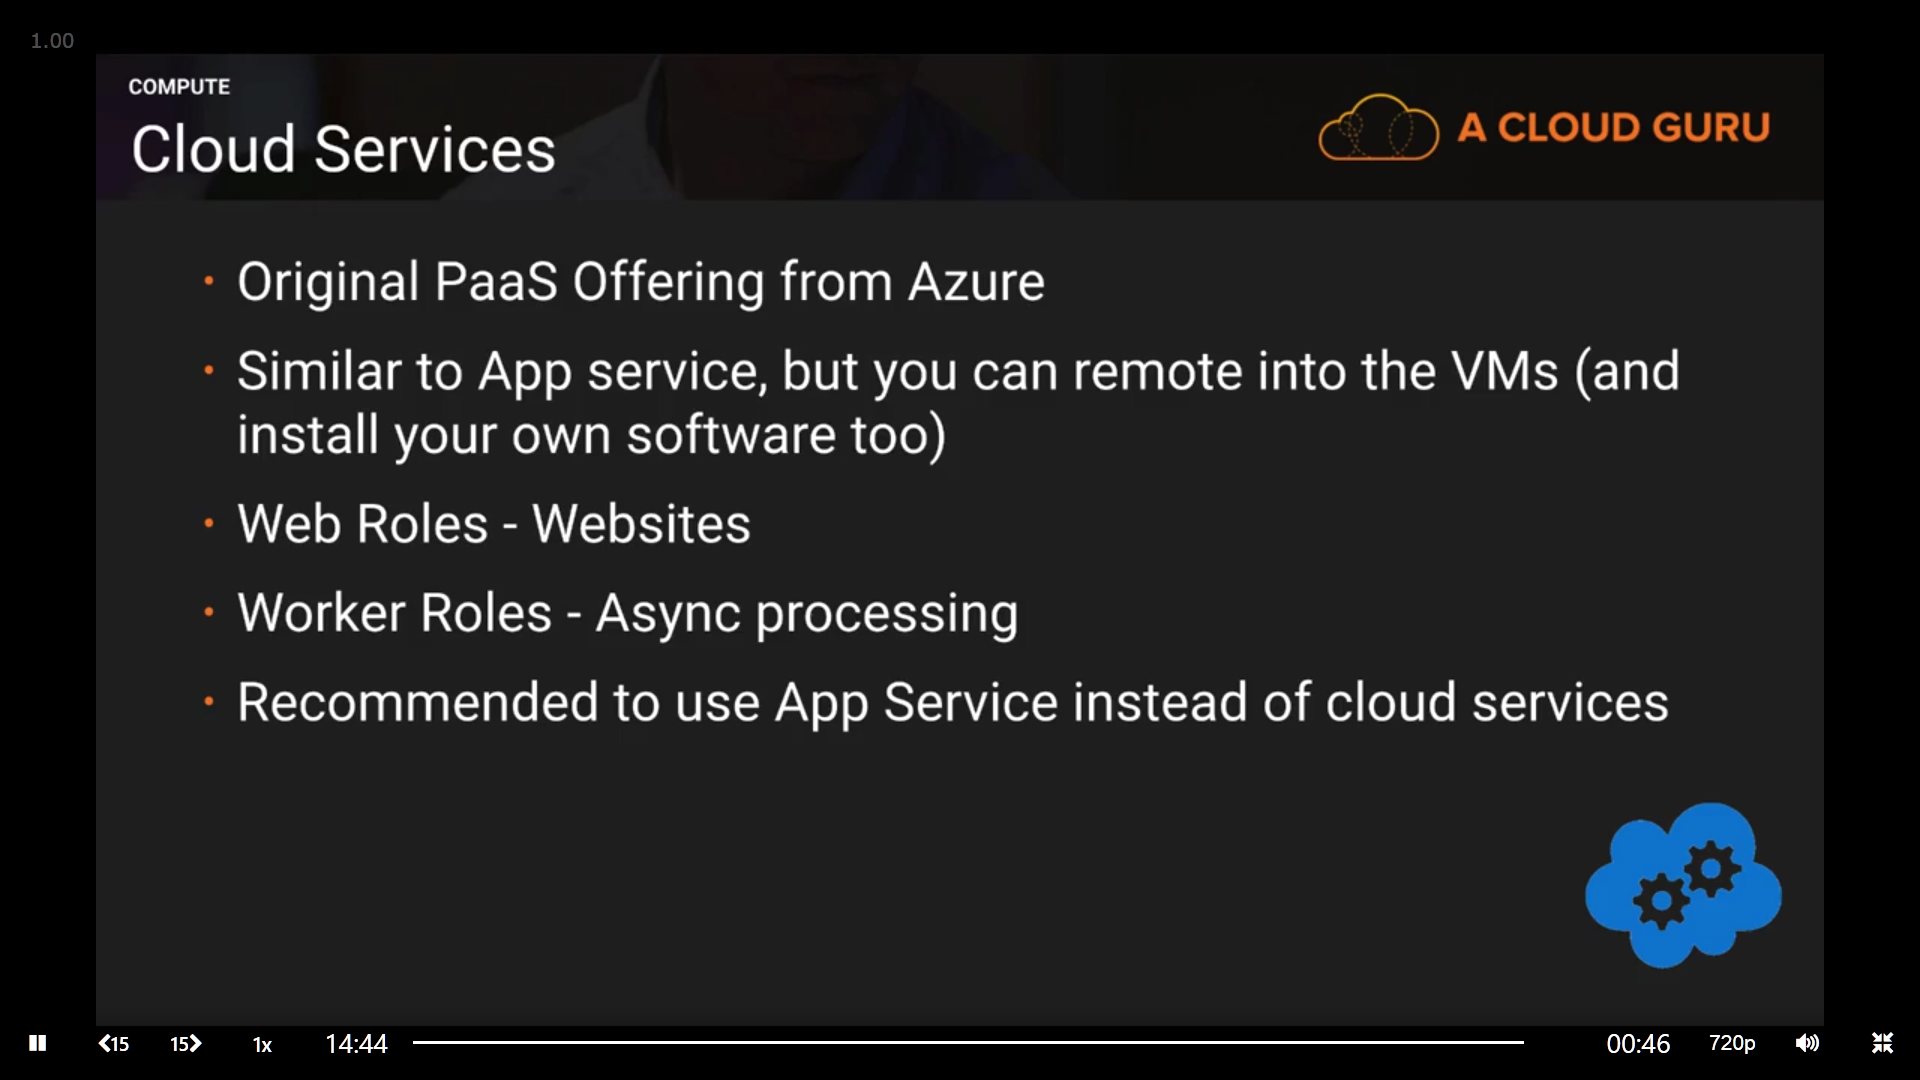 1.00
COMPUTE
Cloud Services
A CLOUD GURU
• Original PaaS Offering from Azure
• Similar to App service, but you can remote into the VMs (and
install your own software too)
• Web Roles - Websites
• Worker Roles - Async processing
• Recommended to use App Service instead of cloud services
15 15 1x 14:44 00:46 720p